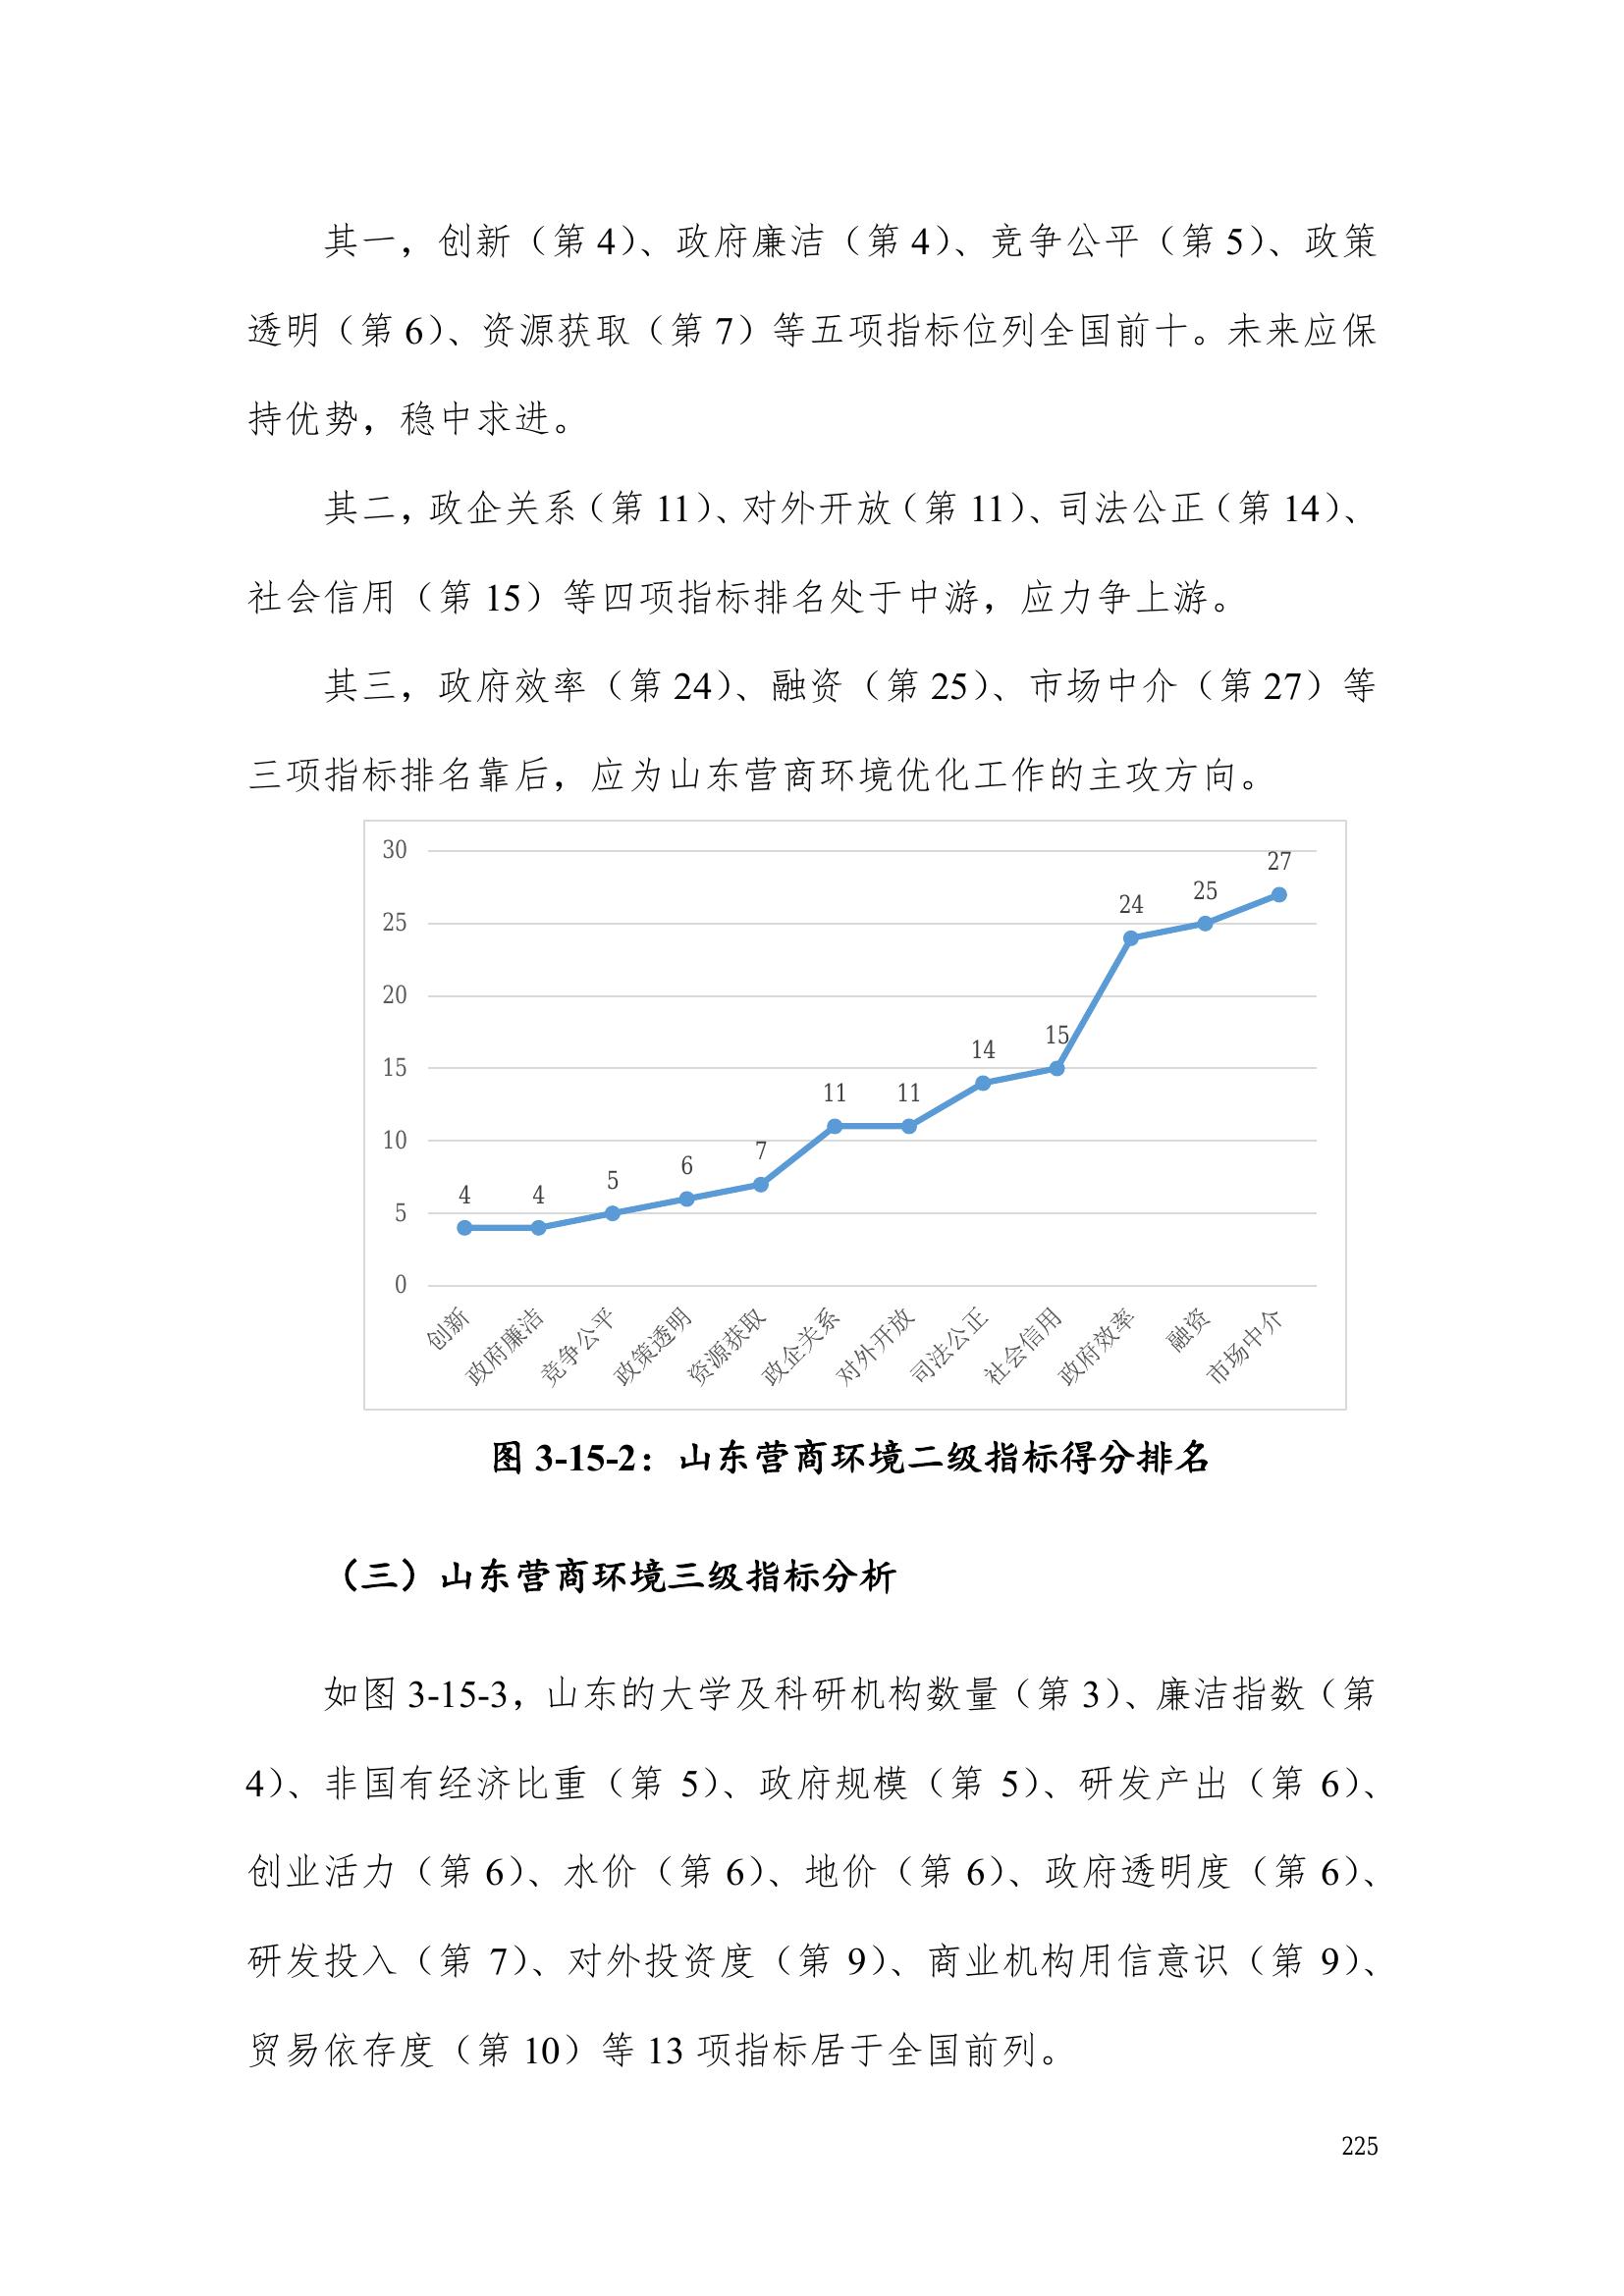 其一，创新（第 4）、政府廉洁（第 4）、竞争公平（第 5）、政策
透明（第 6）、资源获取（第 7）等五项指标位列全国前十。未来应保
持优势，稳中求进。
其二，政企关系（第 11）、对外开放（第 11）、司法公正（第 14）、
社会信用（第 15）等四项指标排名处于中游，应力争上游。
其三，政府效率（第 24）、融资（第 25）、市场中介（第 27）等
三项指标排名靠后，应为山东营商环境优化工作的主攻方向。
30
25
20
15
10
5
0
4
4
5
6
7
11
11
14
15
24
25
27
创新
政府廉洁
竞争公平
政策透明
资源获取
政企关系
对外开放
司法公正
社会信用
政府效率
融资
市场中介
图 3-15-2：山东营商环境二级指标得分排名
（三）山东营商环境三级指标分析
如图 3-15-3，山东的大学及科研机构数量（第 3）、廉洁指数（第
4）、非国有经济比重（第 5）、政府规模（第 5）、研发产出（第 6）、
创业活力（第 6）、水价（第 6）、地价（第 6）、政府透明度（第 6）、
研发投入（第 7）、对外投资度（第 9）、商业机构用信意识（第 9）、
贸易依存度（第 10）等 13 项指标居于全国前列。
225